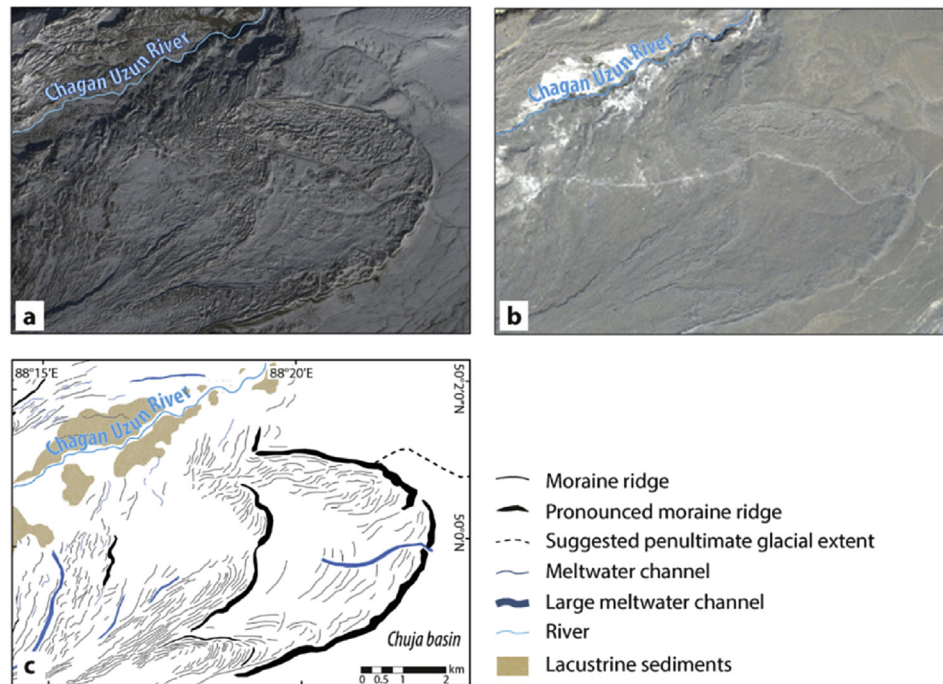 Chagan Uzun River
a
Chagan Uzun River
b
88°15'E
88°20'E
50°2'0"N
Chagan Uzun River
50°0'N
Chuja basin
c
km
0 0.5 1 2
Moraine ridge
Pronounced moraine ridge
Suggested penultimate glacial extent
Meltwater channel
Large meltwater channel
River
Lacustrine sediments